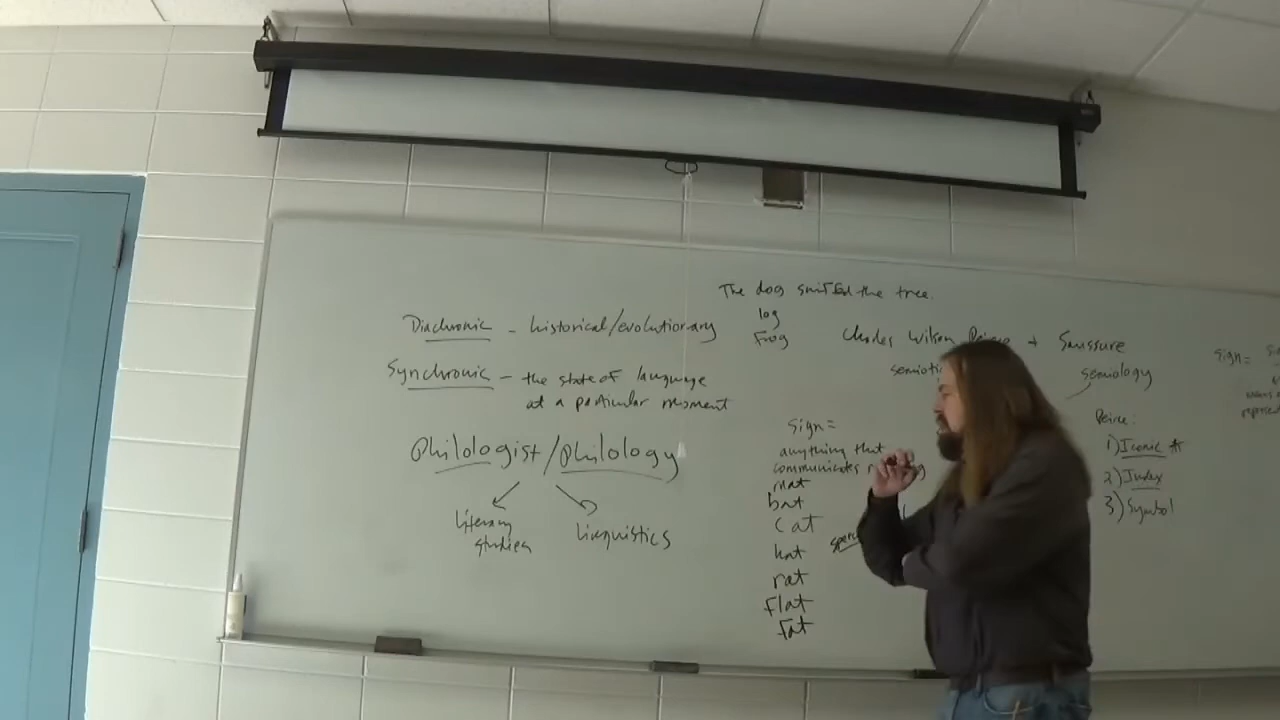 The dog sniffed the tree.
log
frog
Diachronic - historical/evolutionary
Synchronic - the state of language
at a particular moment
Philologist/philology
Literary
studies
Linguistics
Charles Wilson Peirce + Saussure
semiology
sign=
anything that
communicates
mat
bat
cat
hat
rat
flat
fat
Peirce:
1) Iconic
2) Index
3) Symbol
Sign =